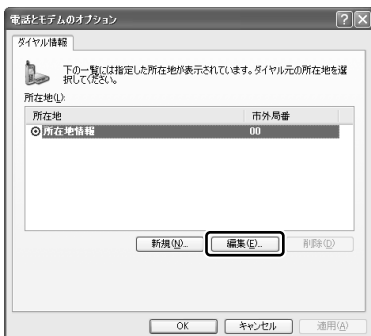 電話とモデムのオプション
ダイヤル情報
下の一覧には指定した所在地が表示されています。ダイヤル元の所在地を選
択してください。
所在地(L):
所在地 市外局番
所在地情報 00
新規(N)... 編集(E)... 削除(D)
OK キャンセル 適用(A)